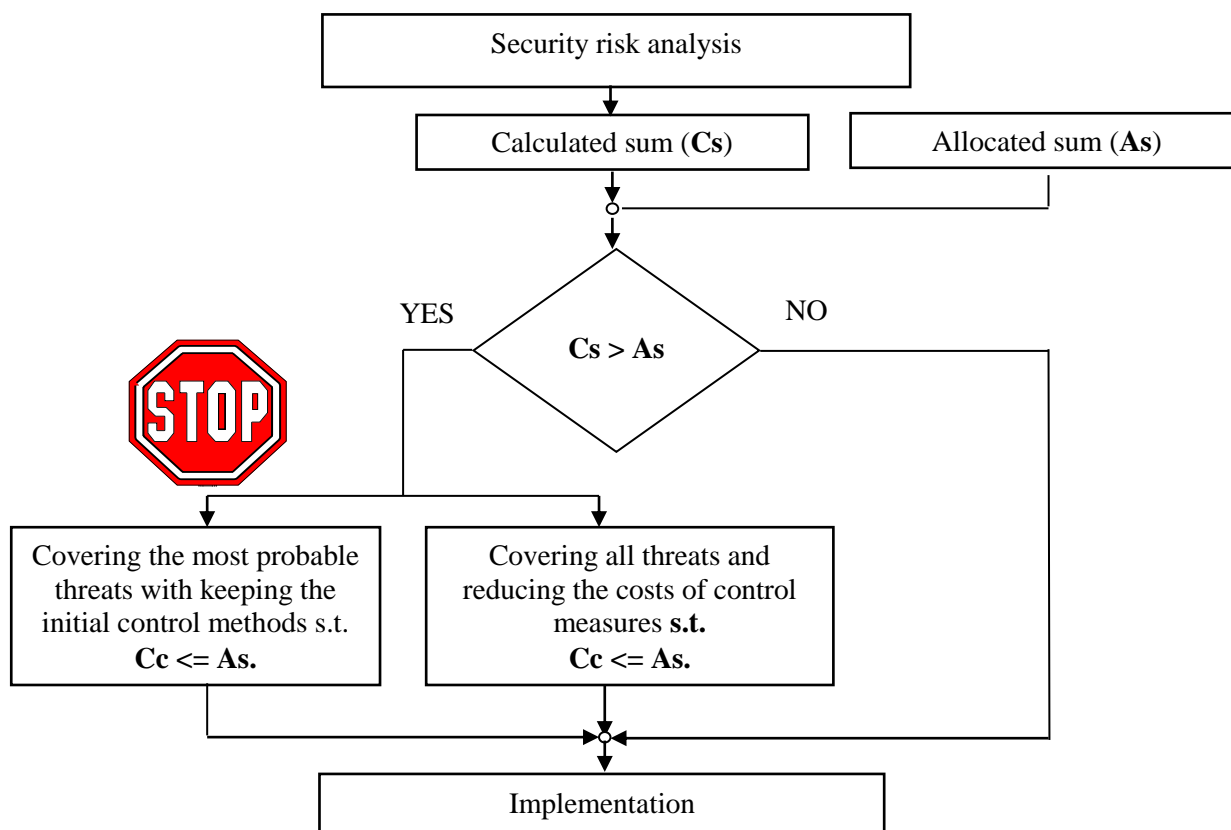 Security risk analysis
Calculated sum (Cs)
Allocated sum (As)
YES
NO
Cs > As
STOP
Covering the most probable
threats with keeping the
initial control methods s.t.
Cc <= As.
Covering all threats and
reducing the costs of control
measures s.t.
Cc <= As.
Implementation